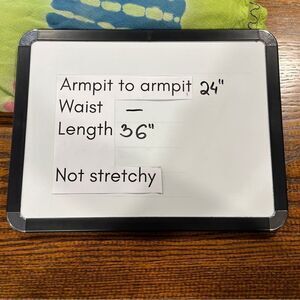 Armpit to armpit 24"
Waist —
Length 36"
Not stretchy